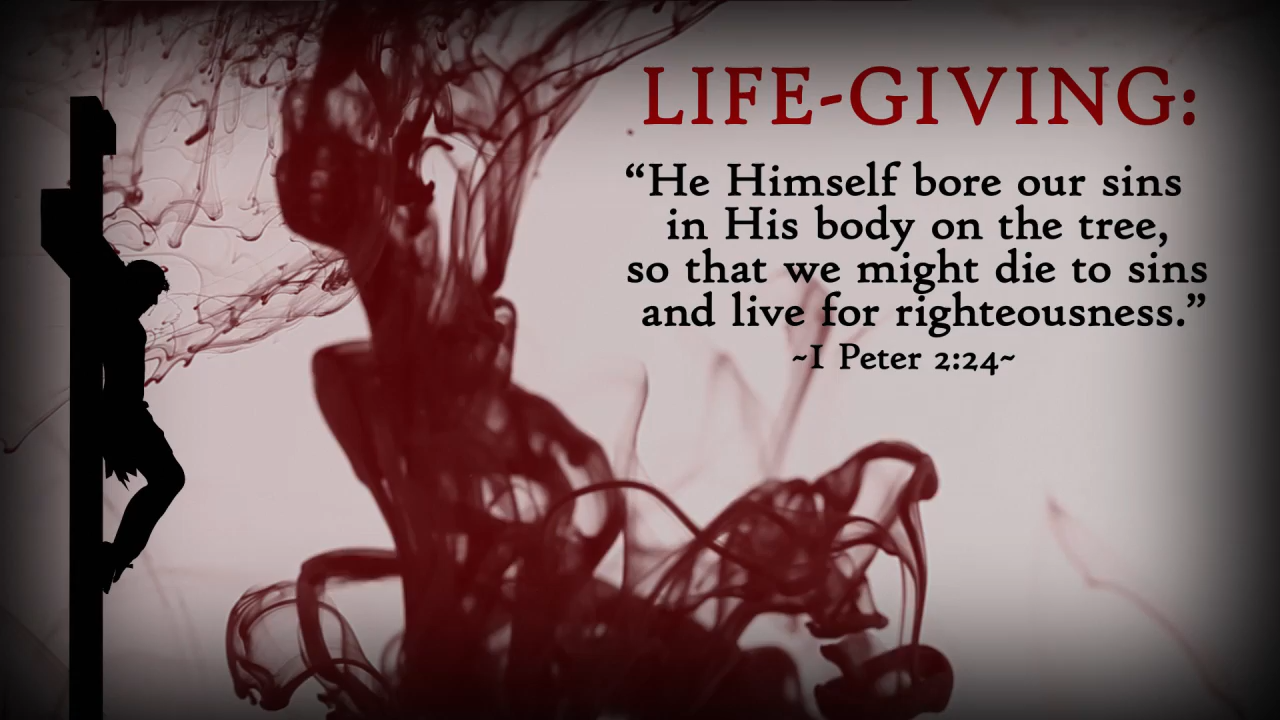 LIFE-GIVING:
“He Himself bore our sins
in His body on the tree,
so that we might die to sins
and live for righteousness.”
~I Peter 2:24~